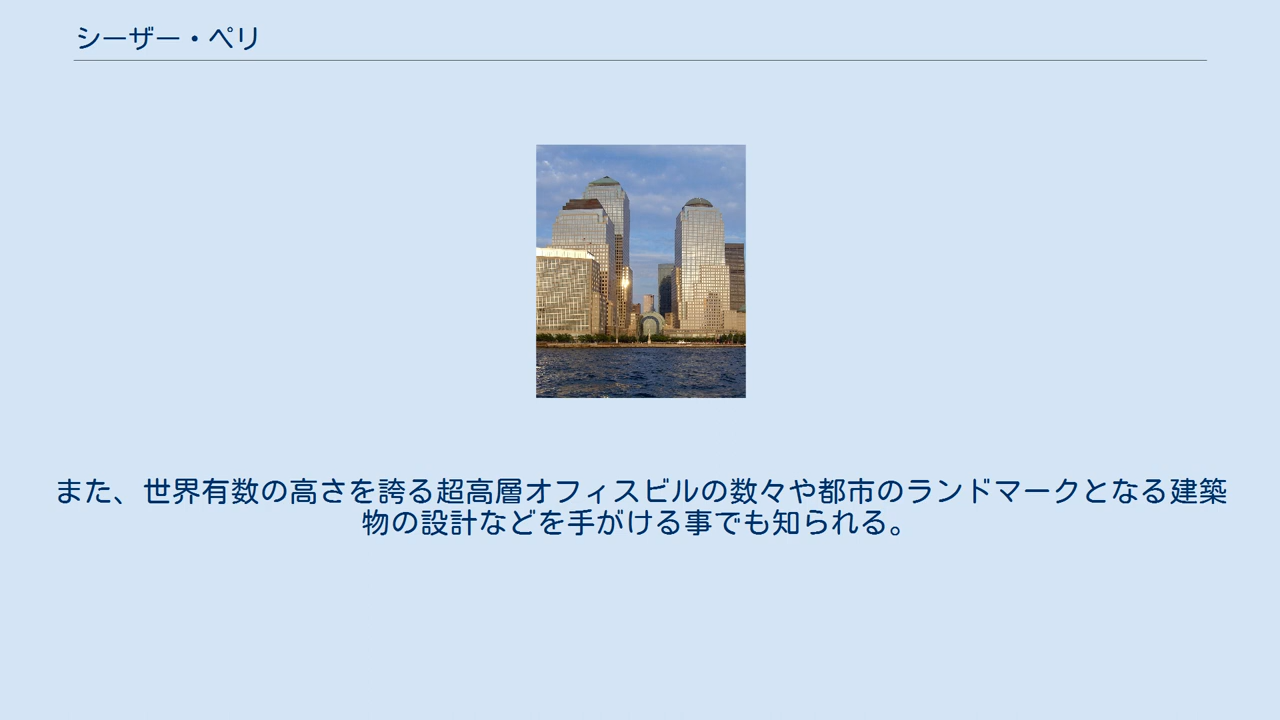 シーザー・ペリ
また、世界有数の高さを誇る超高層オフィスビルの数々や都市のランドマークとなる建築
物の設計などを手がける事でも知られる。